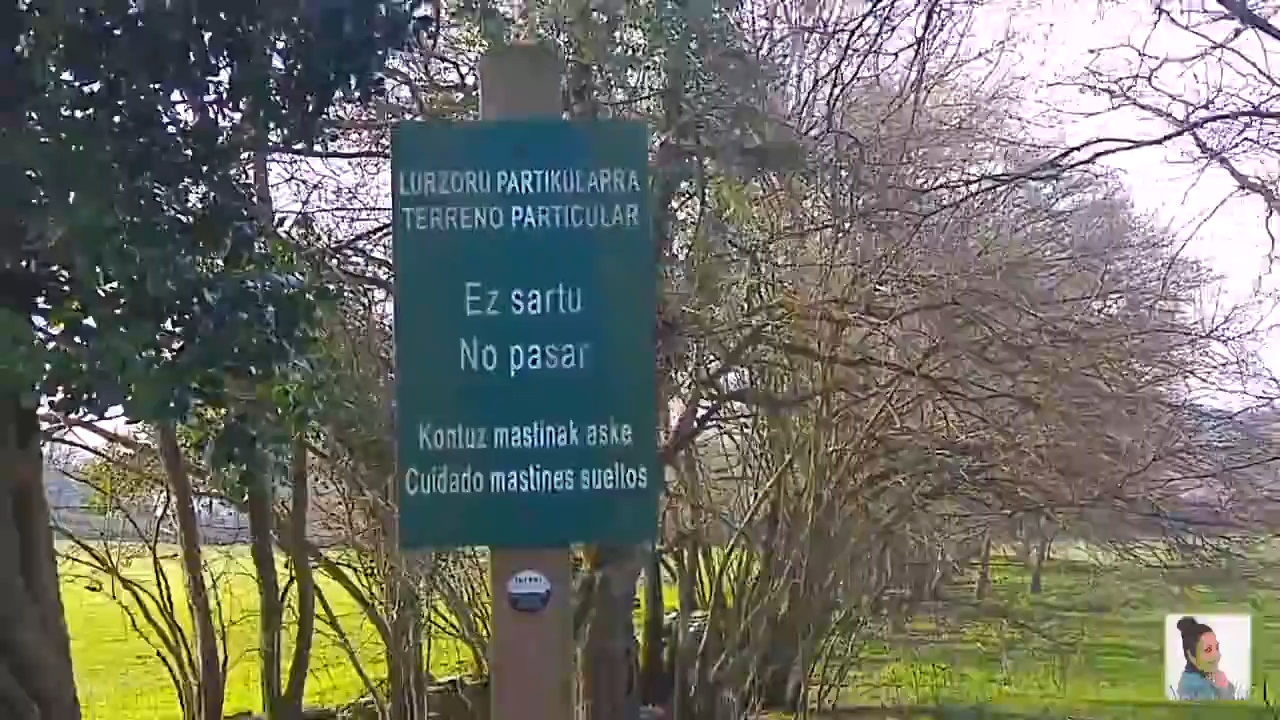 LURZORU PARTIKULARRA
TERRENO PARTICULAR
Ez sartu
No pasar
Kontuz mastinak aske
Cuidado mastines sueltos